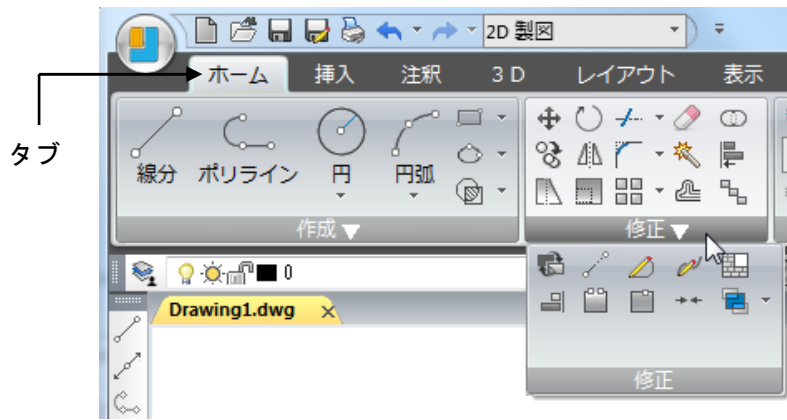 2D 製図
ホーム 挿入 注釈 3 D レイアウト 表示
タブ
線分 ポリライン 円 円弧
作成 修正
0
Drawing1.dwg
修正